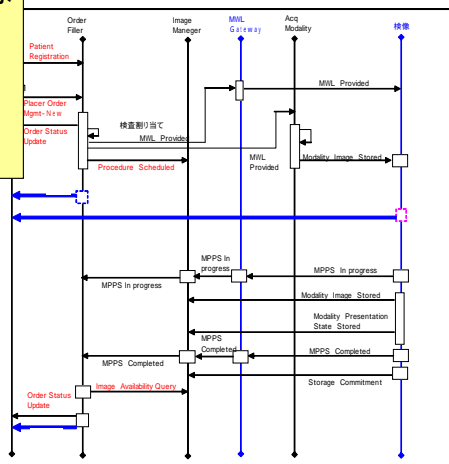 Order
Filler
Image
Maneger
MWL
Gateway
Acq
Modality
検像
Patient
Registration
MWL Provided
Placer Order
Mgmt-New
Order Status
Update
検査割り当て
MWL Provided
MWL
Provided
Modality Image Stored
Procedure Scheduled
MPPS In
progress
MPPS In progress
MPPS In progress
Modality Image Stored
Modality Presentation
State Stored
MPPS
Completed
MPPS Completed
MPPS Completed
Storage Commitment
Image Availability Query
Order Status
Update